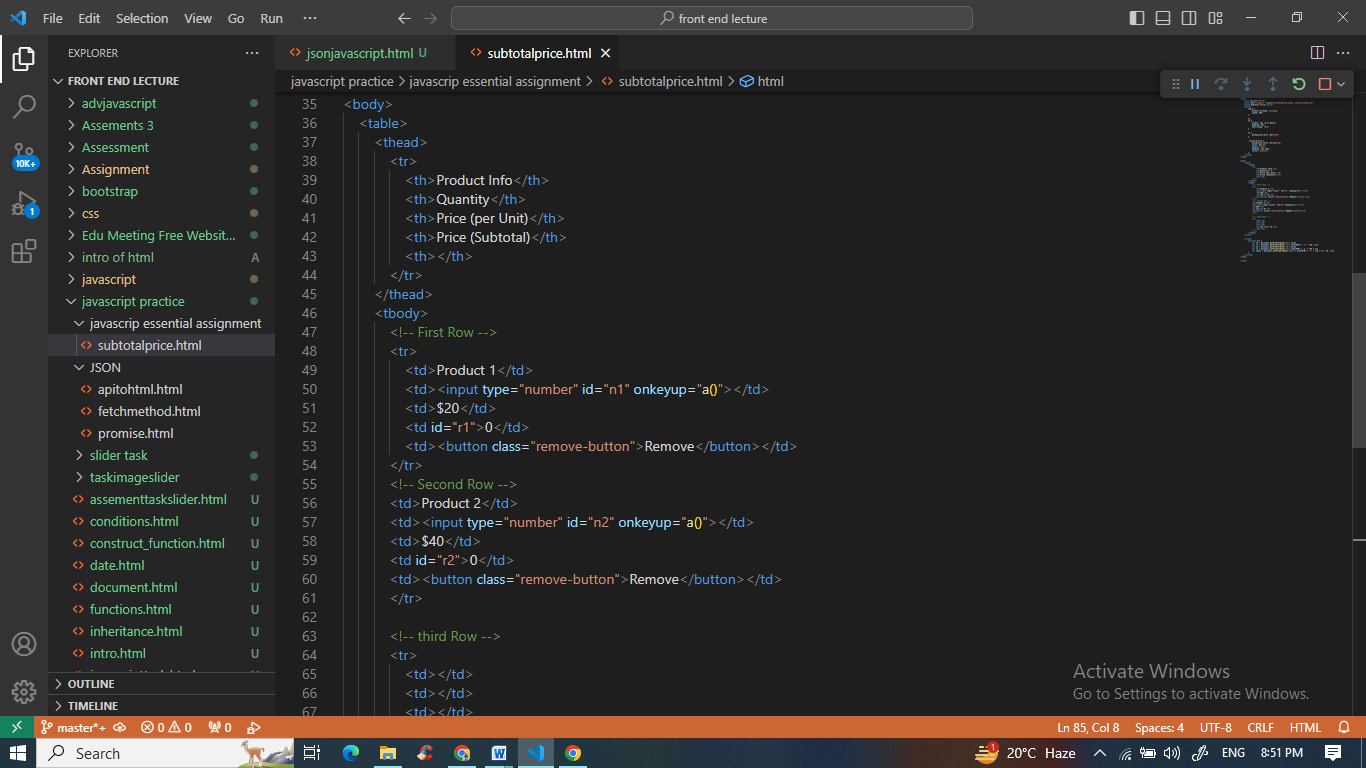 File Edit Selection View Go Run ··· front end lecture
EXPLORER ···
FRONT END LECTURE
advjavascript
Assements 3
Assessment
Assignment
bootstrap
css
Edu Meeting Free Websit...
intro of html A
javascript
javascript practice
javascrip essential assignment
subtotalprice.html
JSON
apitohtml.html
fetchmethod.html
promise.html
slider task
taskimageslider
assementtaskslider.html U
conditions.html U
construct_function.html U
date.html U
document.html U
functions.html U
inheritance.html U
intro.html U
OUTLINE
TIMELINE
10K+
1
jsonjavascript.html U subtotalprice.html
javascript practice > javascrip essential assignment > subtotalprice.html > html
35 <body>
36 <table>
37 <thead>
38 <tr>
39 <th>Product Info</th>
40 <th>Quantity</th>
41 <th>Price (per Unit)</th>
42 <th>Price (Subtotal)</th>
43 <th></th>
44 </tr>
45 </thead>
46 <tbody>
47 <!-- First Row -->
48 <tr>
49 <td>Product 1</td>
50 <td><input type="number" id="n1" onkeyup="a()"></td>
51 <td>$20</td>
52 <td id="r1">0</td>
53 <td><button class="remove-button">Remove</button></td>
54 </tr>
55 <!-- Second Row -->
56 <td>Product 2</td>
57 <td><input type="number" id="n2" onkeyup="a()"></td>
58 <td>$40</td>
59 <td id="r2">0</td>
60 <td><button class="remove-button">Remove</button></td>
61 </tr>
62
63 <!-- third Row -->
64 <tr>
65 <td></td>
66 <td></td>
67 <td></td>
Activate Windows
Go to Settings to activate Windows.
master*+ 0 0 0 Ln 85, Col 8 Spaces: 4 UTF-8 CRLF HTML
Search 1 20°C Haze ENG 8:51 PM